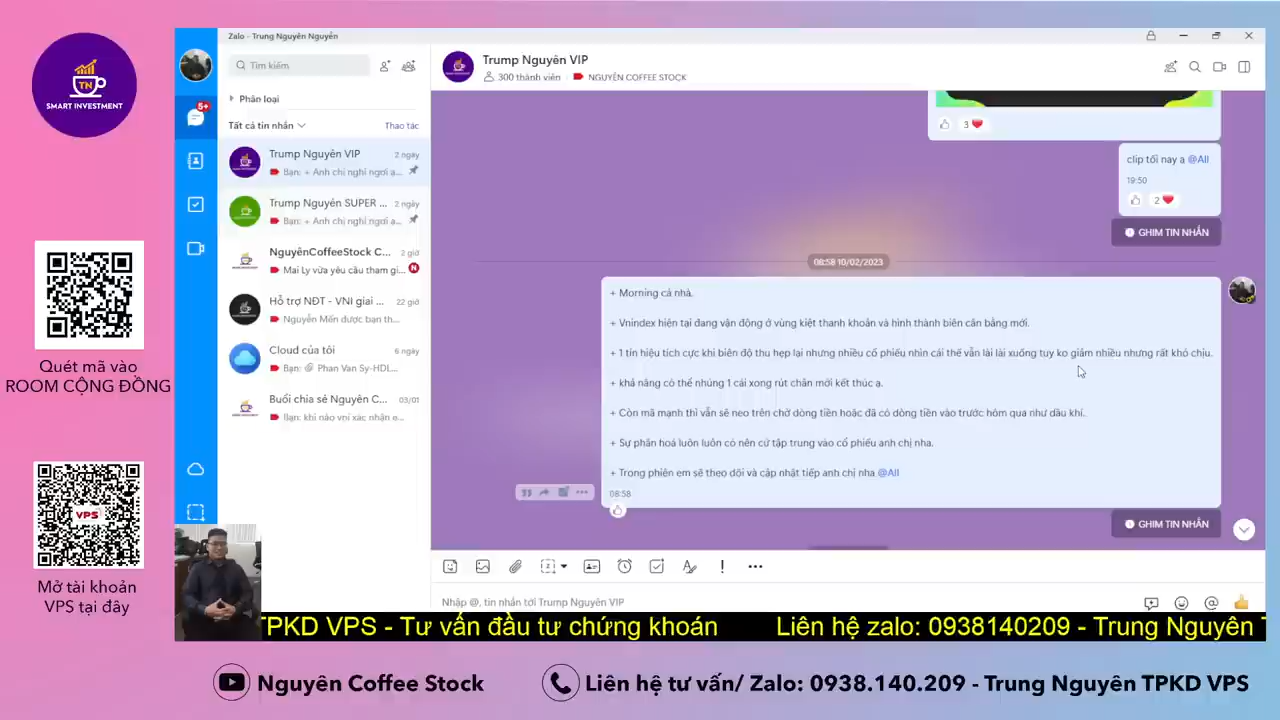 TN
SMART INVESTMENT
Quét mã vào
ROOM CỘNG ĐỒNG
VPS
Mở tài khoản
VPS tại đây
Zalo - Trung Nguyên Nguyễn
5+
Tìm kiếm
Phân loại
Tất cả tin nhắn
Thao tác
Trump Nguyên VIP
2 ngày
Bạn: + Anh chị nghỉ ngơi a...
Trump Nguyên SUPER ...
2 ngày
Bạn: + Anh chị nghỉ ngơi a...
NguyênCoffeeStock C...
2 giờ
Mai Ly vừa yêu cầu tham gi...
N
Hỗ trợ NĐT - VNI giai ...
22 giờ
Nguyễn Mến được bạn th...
Cloud của tôi
6 ngày
Bạn: Phan Van Sy-HDL...
Buổi chia sẻ Nguyên C...
03/01
Bạn: khi nào vni xác nhận e...
Trump Nguyên VIP
300 thành viên
NGUYÊN COFFEE STOCK
3
clip tối nay ạ @All
19:50
2
GHIM TIN NHẮN
08:58 10/02/2023
+ Morning cả nhà.
+ Vnindex hiện tại đang vận động ở vùng kiệt thanh khoản và hình thành biên cân bằng mới.
+ 1 tín hiệu tích cực khi biên độ thu hẹp lại nhưng nhiều cổ phiếu nhìn cái thế vẫn lài lài xuống tuy ko giảm nhiều nhưng rất khó chịu.
+ khả năng có thể nhúng 1 cái xong rút chân mới kết thúc ạ.
+ Còn mã mạnh thì vẫn sẽ neo trên chờ dòng tiền hoặc đã có dòng tiền vào trước hôm qua như dầu khí.
+ Sự phân hoá luôn luôn có nên cứ tập trung vào cổ phiếu anh chị nha.
+ Trong phiên em sẽ theo dõi và cập nhật tiếp anh chị nha @All
08:58
GHIM TIN NHẮN
Nhập @, tin nhắn tới Trump Nguyên VIP
TPKD VPS - Tư vấn đầu tư chứng khoán
Liên hệ zalo: 0938140209 - Trung Nguyên T
Nguyên Coffee Stock
Liên hệ tư vấn/ Zalo: 0938.140.209 - Trung Nguyên TPKD VPS